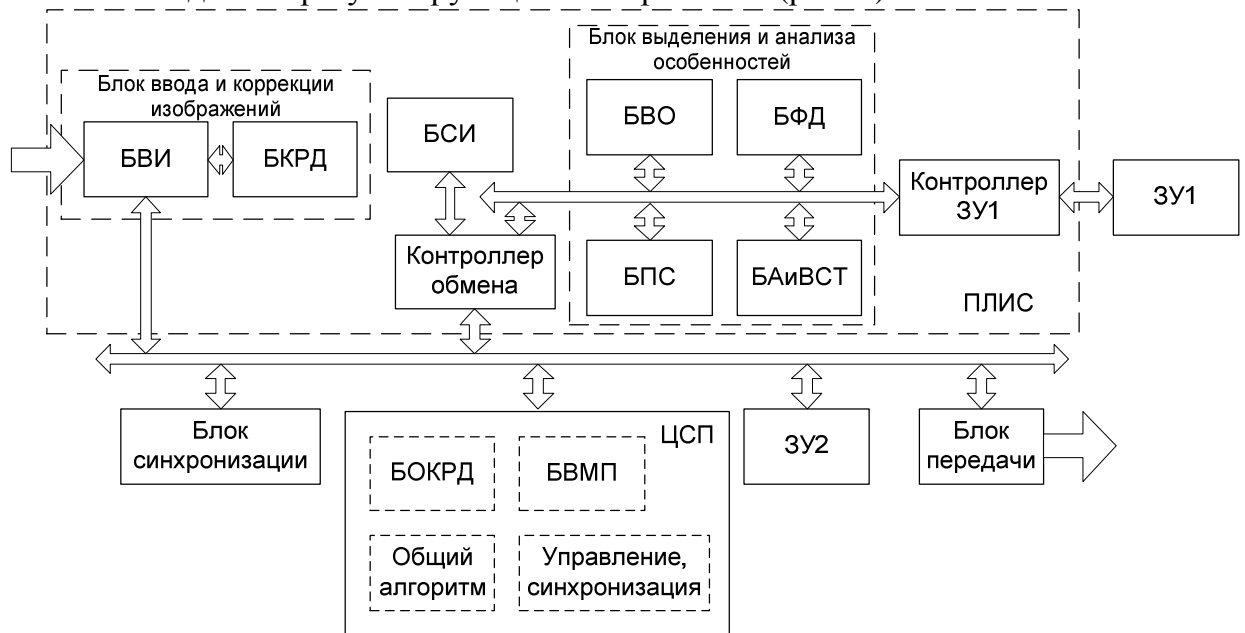 Блок выделения и анализа
особенностей
Блок ввода и коррекции
изображений
БВИ
БКРД
БСИ
БВО
БФД
Контроллер
ЗУ1
ЗУ1
Контроллер
обмена
БПС
БАиВСТ
ПЛИС
Блок
синхронизации
ЦСП
БОКРД
БВМП
Общий
алгоритм
Управление,
синхронизация
ЗУ2
Блок
передачи